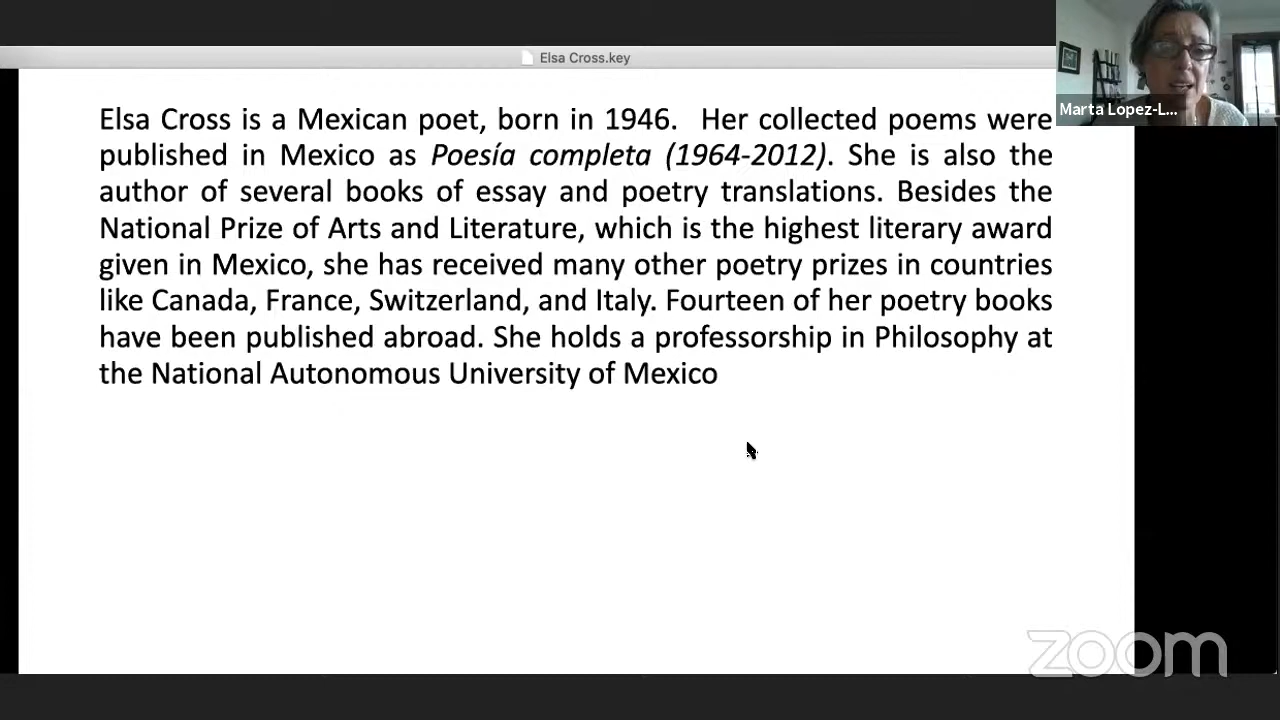 Elsa Cross.key
Marta Lopez-L...
Elsa Cross is a Mexican poet, born in 1946.  Her collected poems were
published in Mexico as Poesía completa (1964-2012). She is also the
author of several books of essay and poetry translations. Besides the
National Prize of Arts and Literature, which is the highest literary award
given in Mexico, she has received many other poetry prizes in countries
like Canada, France, Switzerland, and Italy. Fourteen of her poetry books
have been published abroad. She holds a professorship in Philosophy at
the National Autonomous University of Mexico
zoom